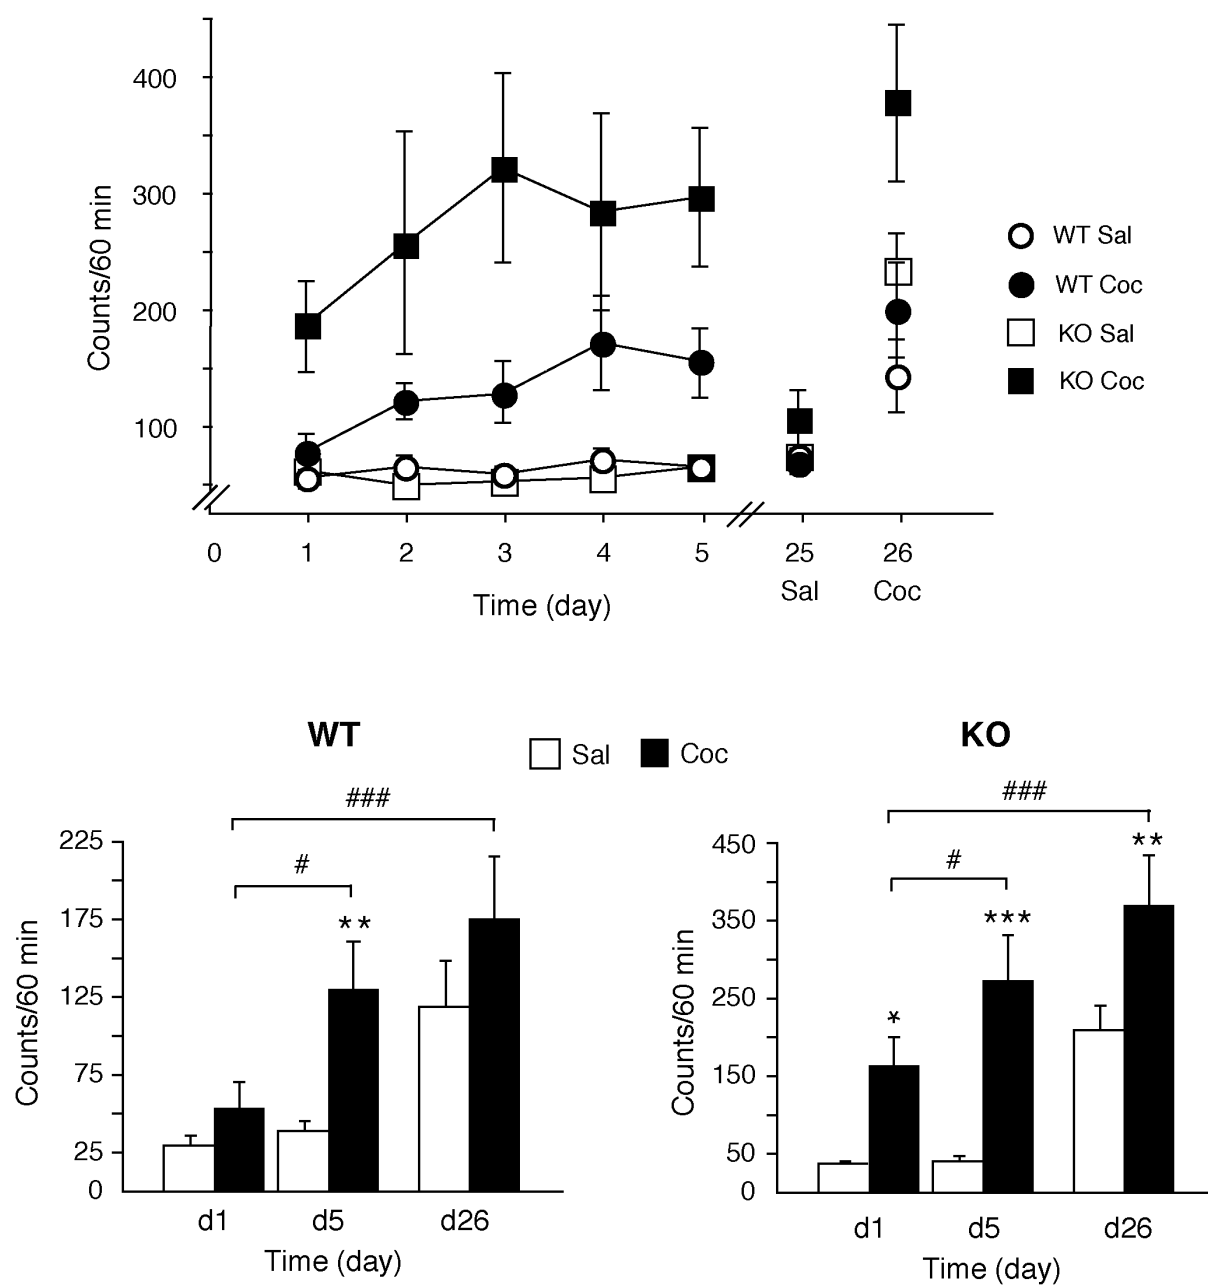 400
300
200
100
Counts/60 min
0 1 2 3 4 5 25 26
Sal Coc
Time (day)
WT Sal
WT Coc
KO Sal
KO Coc
WT
Sal Coc
KO
###
#
**
225
175
125
75
25
0
Counts/60 min
d1 d5 d26
Time (day)
###
**
#
***
*
450
350
250
150
50
0
Counts/60 min
d1 d5 d26
Time (day)